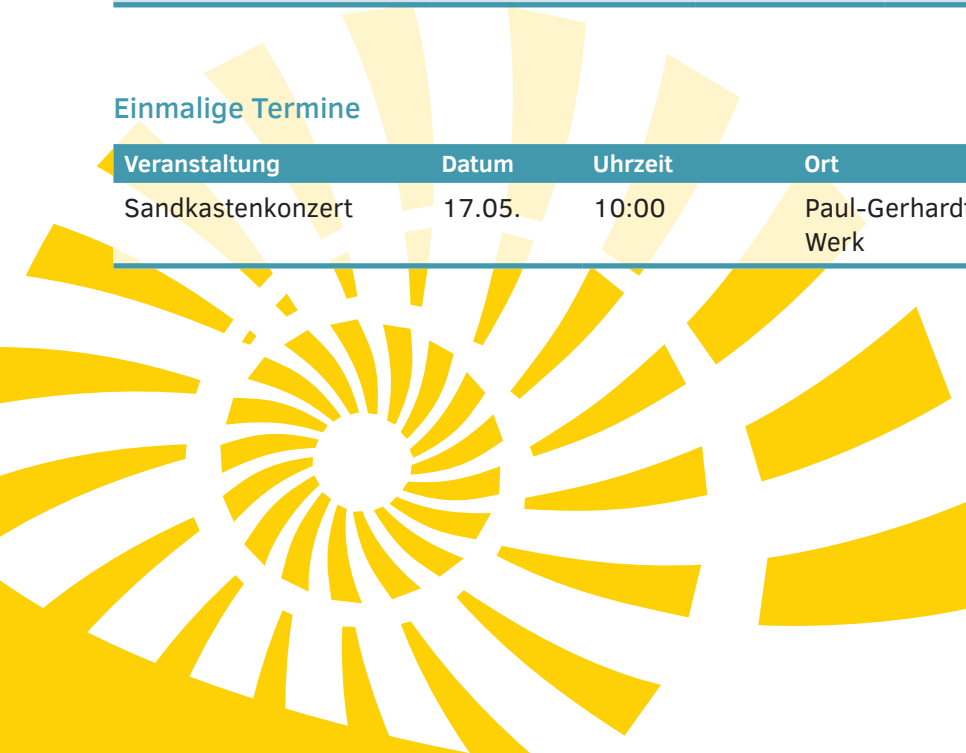 Einmalige Termine
Veranstaltung Datum Uhrzeit Ort
Sandkastenkonzert 17.05. 10:00
Werk